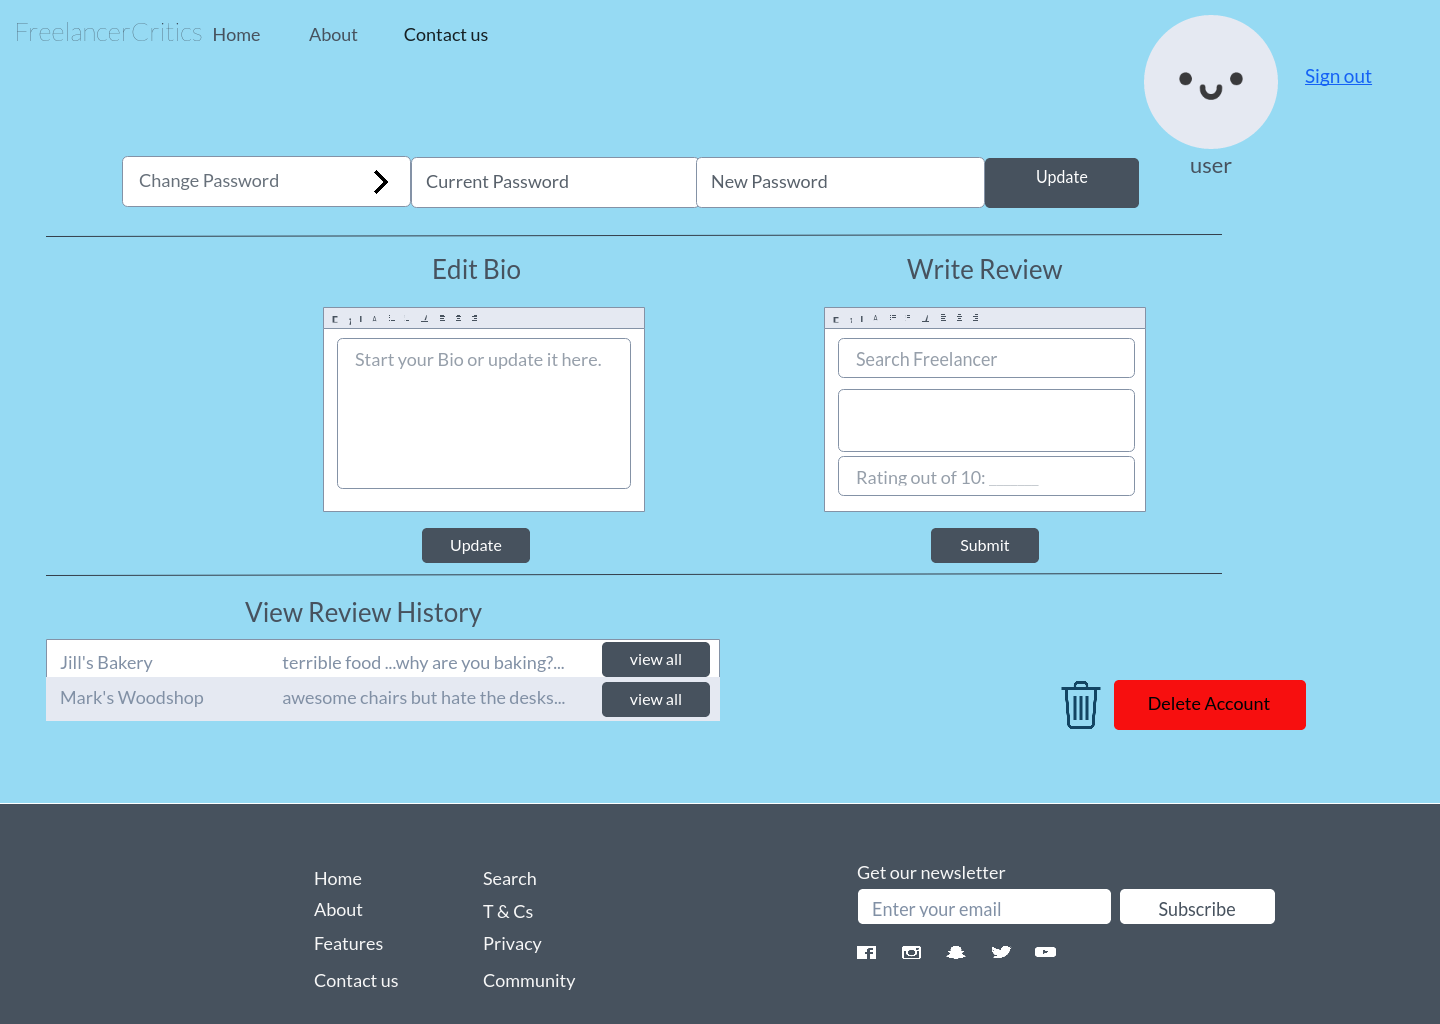 FreelancerCritics Home About Contact us
Sign out
user
Change Password Current Password New Password Update
Edit Bio
Start your Bio or update it here.
Update
Write Review
Search Freelancer
Rating out of 10: _____
Submit
View Review History
Jill's Bakery terrible food ...why are you baking?... view all
Mark's Woodshop awesome chairs but hate the desks... view all
Delete Account
Home
About
Features
Contact us
Search
T & Cs
Privacy
Community
Get our newsletter
Enter your email Subscribe